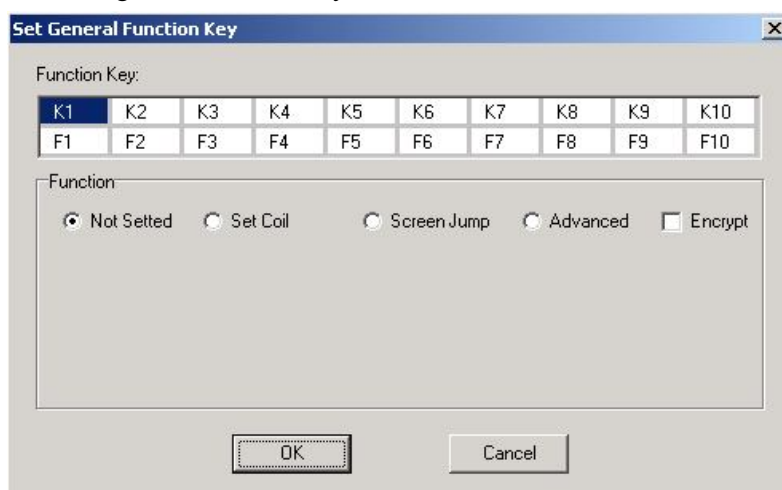 Set General Function Key
Function Key:
K1 K2 K3 K4 K5 K6 K7 K8 K9 K10
F1 F2 F3 F4 F5 F6 F7 F8 F9 F10
Function
Not Setted Set Coil Screen Jump Advanced Encrypt
OK Cancel